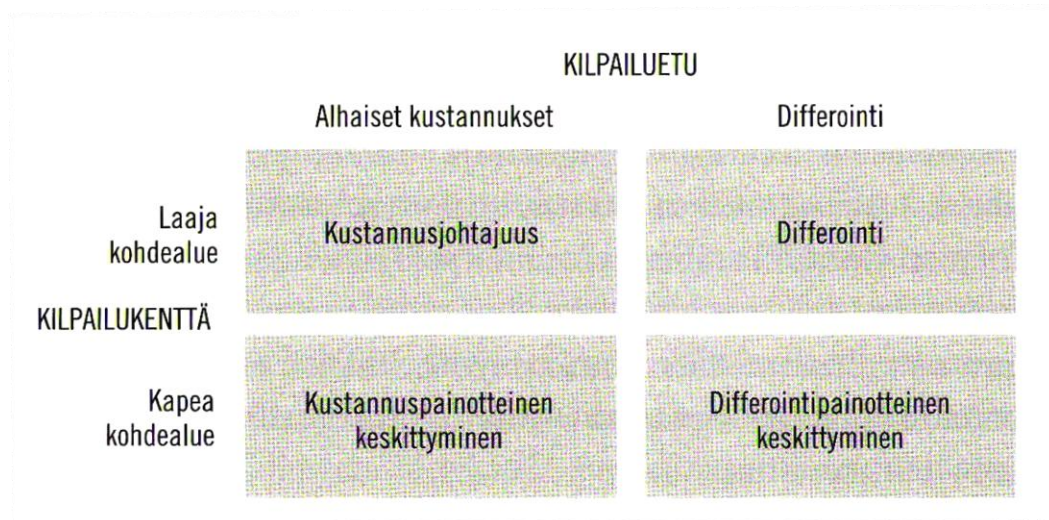 KILPAILUETU
Alhaiset kustannukset
Differointi
Laaja
kohdealue
Kustannusjohtajuus
Differointi
KILPAILUKENTTÄ
Kapea
kohdealue
Kustannuspainotteinen
keskittyminen
Differointipainotteinen
keskittyminen